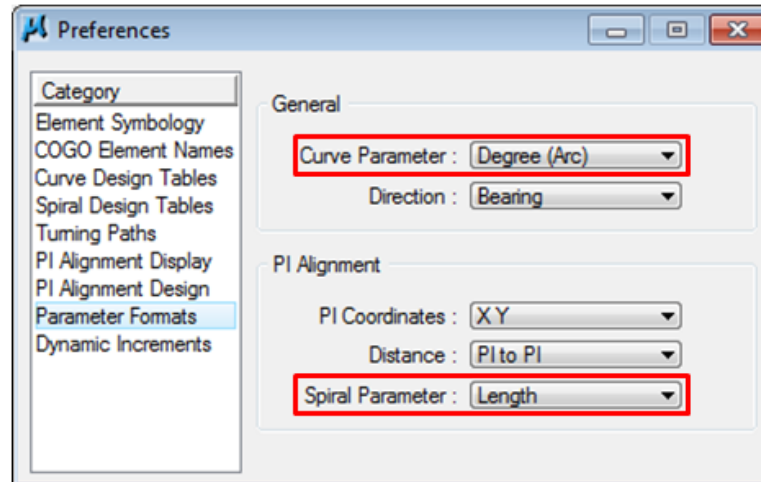 Preferences
Category
Element Symbology
COGO Element Names
Curve Design Tables
Spiral Design Tables
Turning Paths
PI Alignment Display
PI Alignment Design
Parameter Formats
Dynamic Increments
General
Curve Parameter : Degree (Arc)
Direction : Bearing
PI Alignment
PI Coordinates : X Y
Distance : PI to PI
Spiral Parameter : Length